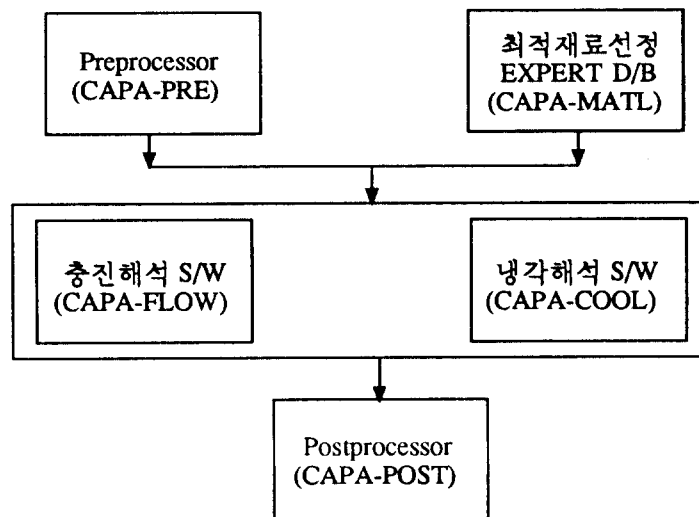 Preprocessor
(CAPA-PRE)
최적재료선정
EXPERT D/B
(CAPA-MATL)
충진해석 S/W
(CAPA-FLOW)
냉각해석 S/W
(CAPA-COOL)
Postprocessor
(CAPA-POST)